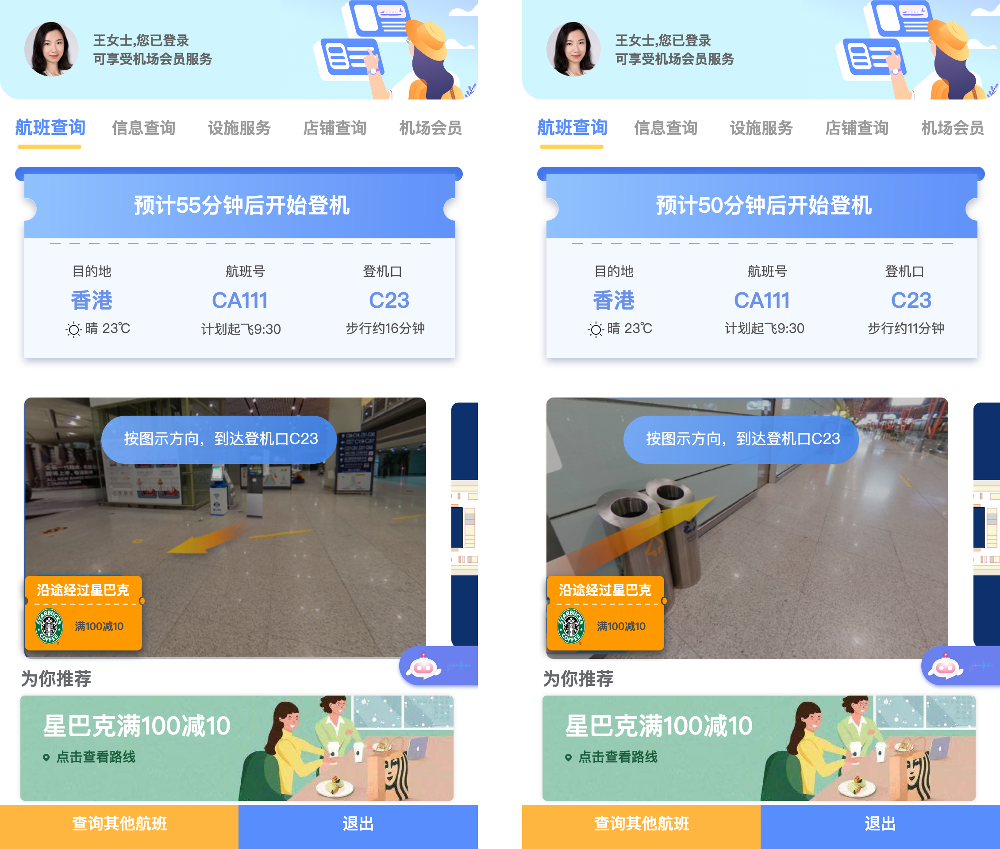 王女士,您已登录
可享受机场会员服务
航班查询 信息查询 设施服务 店铺查询 机场会员
预计55分钟后开始登机
目的地 航班号 登机口
香港 CA111 C23
晴 23℃ 计划起飞9:30 步行约16分钟
按图示方向，到达登机口C23
ALL NEW RANGE ROVER
COMING SOON
C19-C37
沿途经过星巴克
STARBUCKS
COFFEE
满100减10
为你推荐
星巴克满100减10
点击查看路线
查询其他航班 退出
王女士,您已登录
可享受机场会员服务
航班查询 信息查询 设施服务 店铺查询 机场会员
预计50分钟后开始登机
目的地 航班号 登机口
香港 CA111 C23
晴 23℃ 计划起飞9:30 步行约11分钟
按图示方向，到达登机口C23
沿途经过星巴克
STARBUCKS
COFFEE
满100减10
为你推荐
星巴克满100减10
点击查看路线
查询其他航班 退出